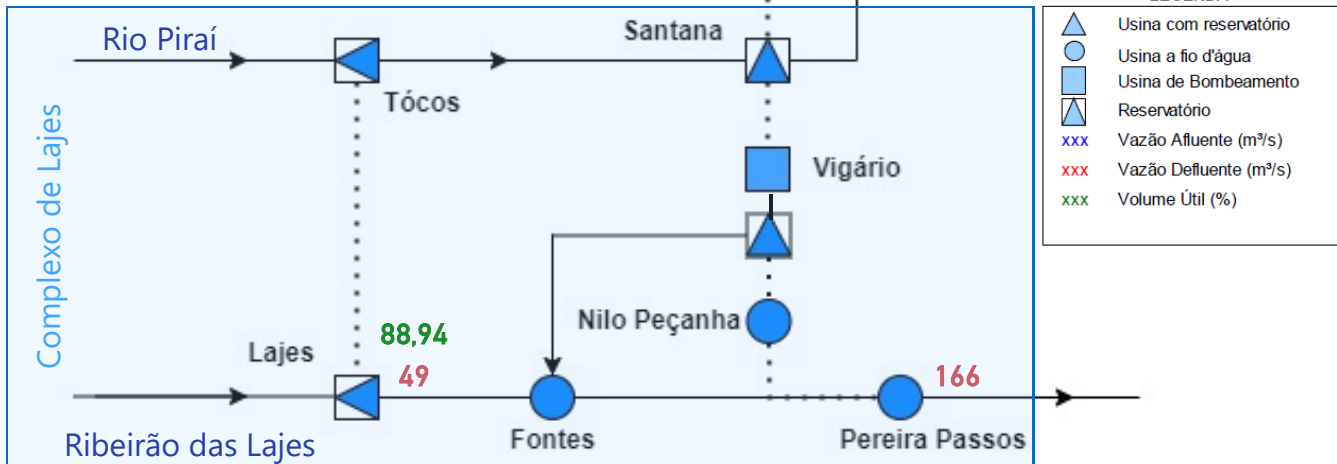 Rio Piraí
Santana
Tócos
Complexo de Lajes
Vigário
Nilo Peçanha
88,94
Lajes
49
166
Fontes
Pereira Passos
Ribeirão das Lajes
Usina com reservatório
Usina a fio d'água
Usina de Bombeamento
Reservatório
xxx Vazão Afluente (m³/s)
xxx Vazão Defluente (m³/s)
xxx Volume Útil (%)